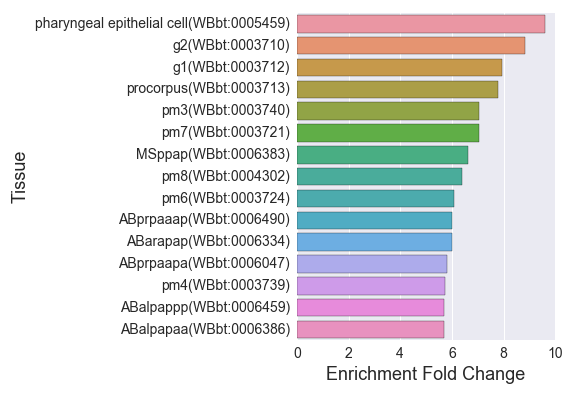 pharyngeal epithelial cell(WBbt:0005459)
g2(WBbt:0003710)
g1(WBbt:0003712)
procorpus(WBbt:0003713)
pm3(WBbt:0003740)
pm7(WBbt:0003721)
MSppap(WBbt:0006383)
pm8(WBbt:0004302)
pm6(WBbt:0003724)
ABprpaaap(WBbt:0006490)
ABarapap(WBbt:0006334)
ABprpaapa(WBbt:0006047)
pm4(WBbt:0003739)
ABalpappp(WBbt:0006459)
ABalpapaa(WBbt:0006386)
Tissue
0 2 4 6 8 10
Enrichment Fold Change